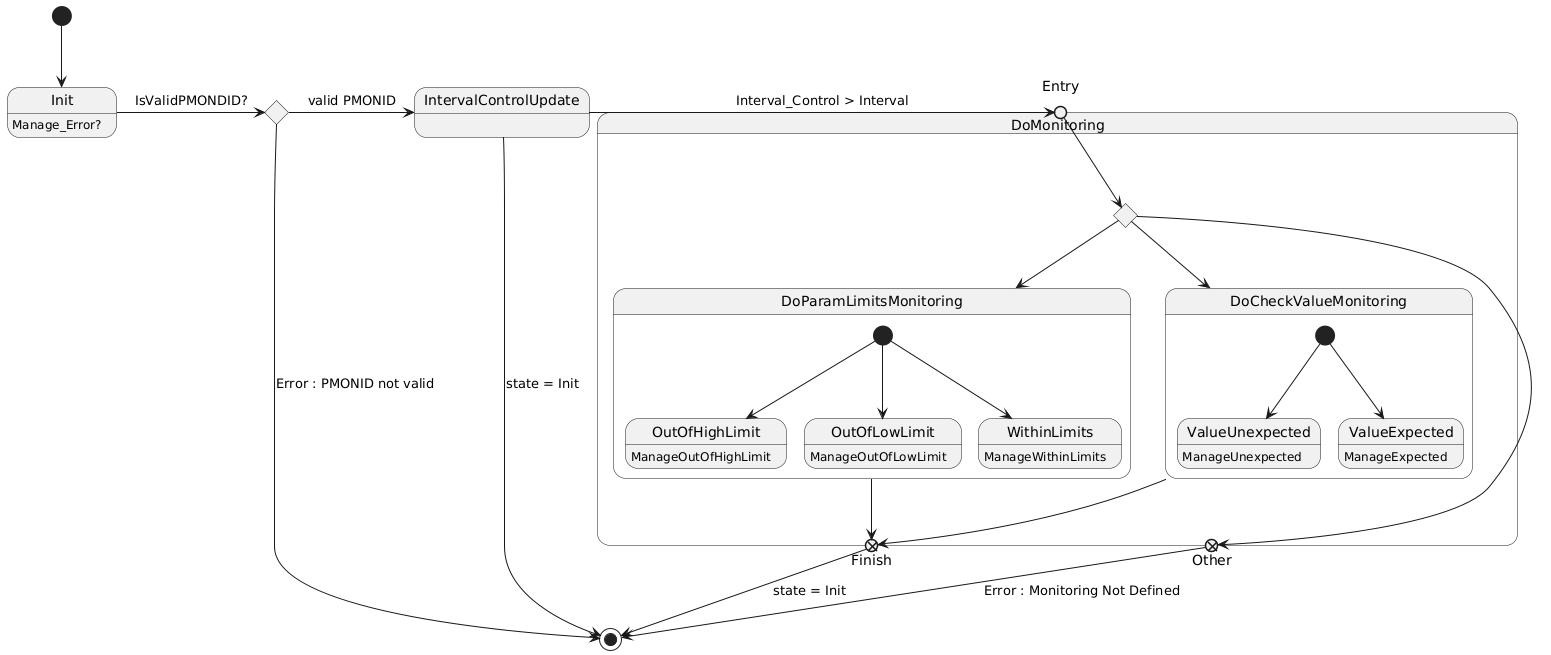 Entry
Init
IsValidPMONDID?
valid PMONID
IntervalControlUpdate
Interval_Control > Interval
Manage_Error?
DoMonitoring
DoParamLimitsMonitoring
DoCheckValueMonitoring
Error : PMONID not valid
state = Init
OutOfHighLimit
OutOfLowLimit
WithinLimits
ValueUnexpected
ValueExpected
ManageOutOfHighLimit
ManageOutOfLowLimit
ManageWithinLimits
ManageUnexpected
ManageExpected
Finish
Other
state = Init
Error : Monitoring Not Defined